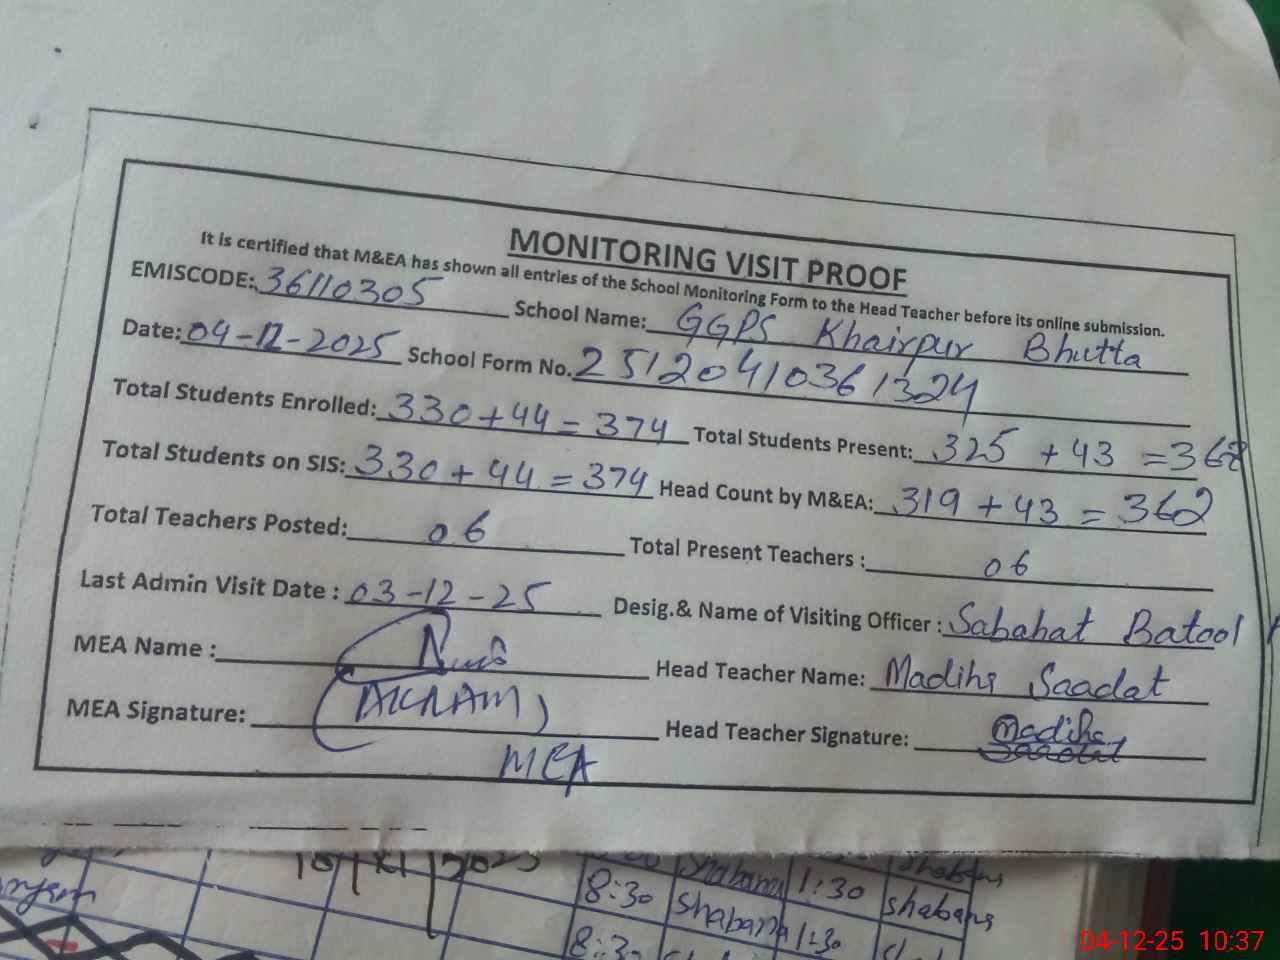 MONITORING VISIT PROOF
It is certified that M&EA has shown all entries of the School Monitoring Form to the Head Teacher before its online submission.
EMISCODE: 36110305 School Name: GGPS Khairpur Bhutta
Date: 04-12-2025 School Form No. 25120410361324
Total Students Enrolled: 330+44=374 Total Students Present: 325+43=368
Total Students on SIS: 330+44=374 Head Count by M&EA: 319+43=362
Total Teachers Posted: 06 Total Present Teachers : 06
Last Admin Visit Date : 03-12-25 Desig.& Name of Visiting Officer : Sabahat Batool
MEA Name : Head Teacher Name: Madiha Saadat
MEA Signature: (AKRAM) Head Teacher Signature: Madiha Saadat
MEA
8:30 Shabana 1:30 shabana
8:30 shabana 1:30
04-12-25 10:37